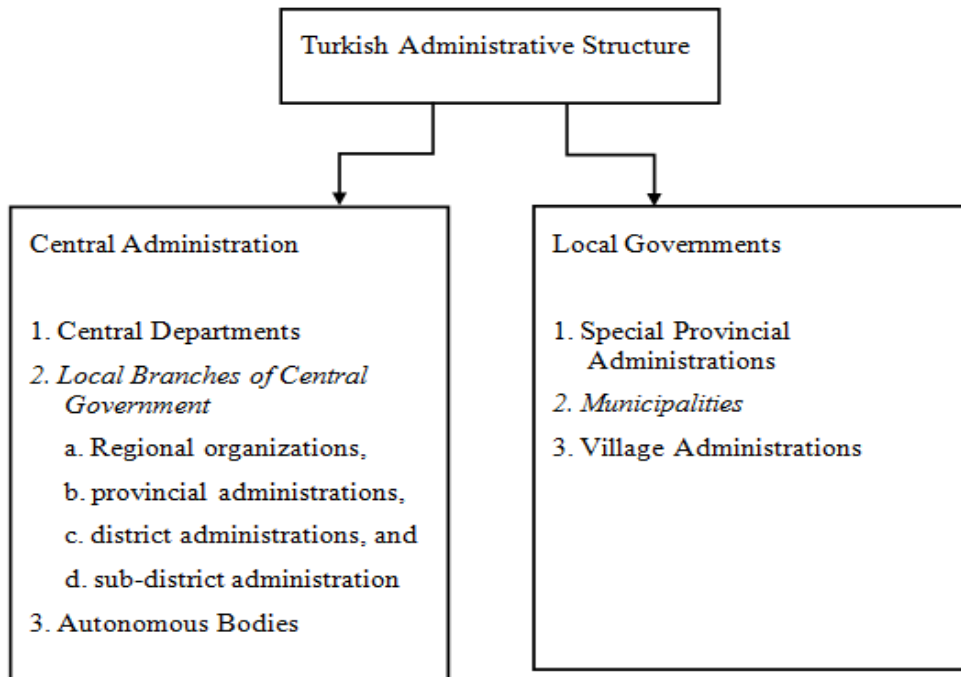 Turkish Administrative Structure
Central Administration
1. Central Departments
2. Local Branches of Central
Government
a. Regional organizations,
b. provincial administrations,
c. district administrations, and
d. sub-district administration
3. Autonomous Bodies
Local Governments
1. Special Provincial
Administrations
2. Municipalities
3. Village Administrations